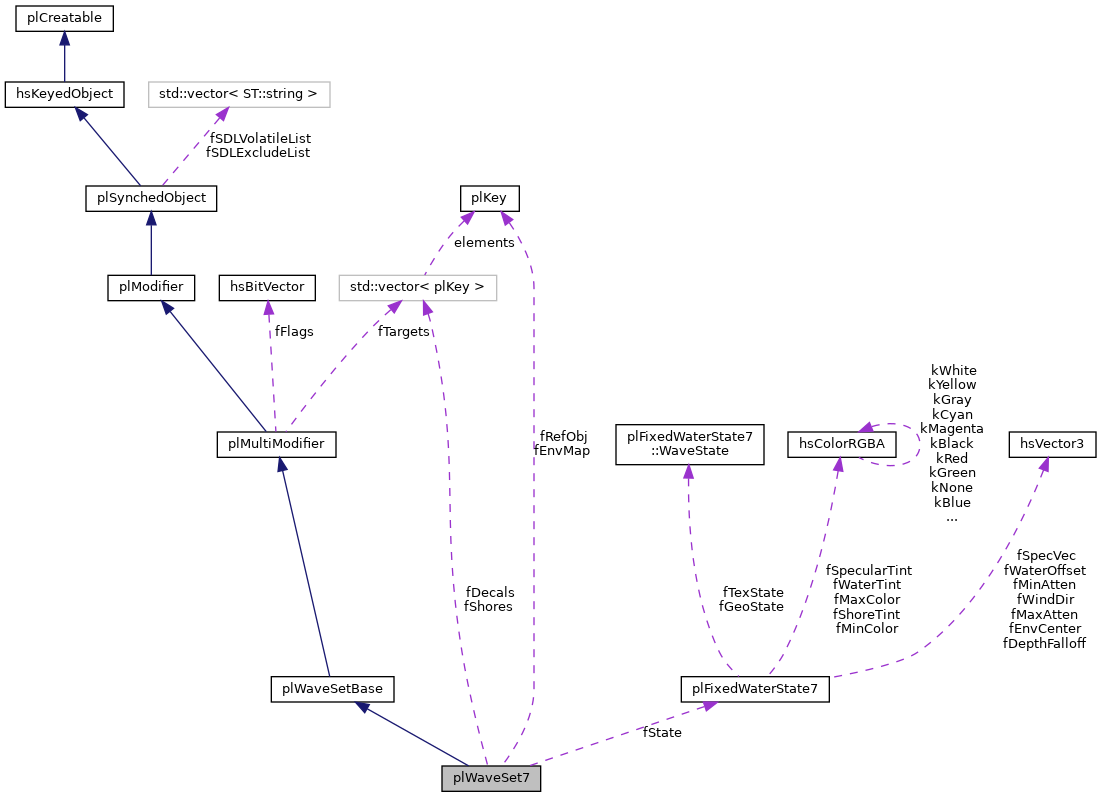 plCreatable
hsKeyedObject
std::vector< ST::string >
fSDLVolatileList
fSDLExcludeList
plSynchedObject
plKey
elements
plModifier
hsBitVector
std::vector< plKey >
fFlags
fTargets
kWhite
kYellow
kGray
kCyan
kMagenta
kBlack
kRed
kGreen
kNone
kBlue
...
plMultiModifier
fRefObj
fEnvMap
plFixedWaterState7
::WaveState
hsColorRGBA
hsVector3
fDecals
fShores
fTexState
fGeoState
fSpecularTint
fWaterTint
fMaxColor
fShoreTint
fMinColor
fSpecVec
fWaterOffset
fMinAtten
fWindDir
fMaxAtten
fEnvCenter
fDepthFalloff
plWaveSetBase
plFixedWaterState7
fState
plWaveSet7